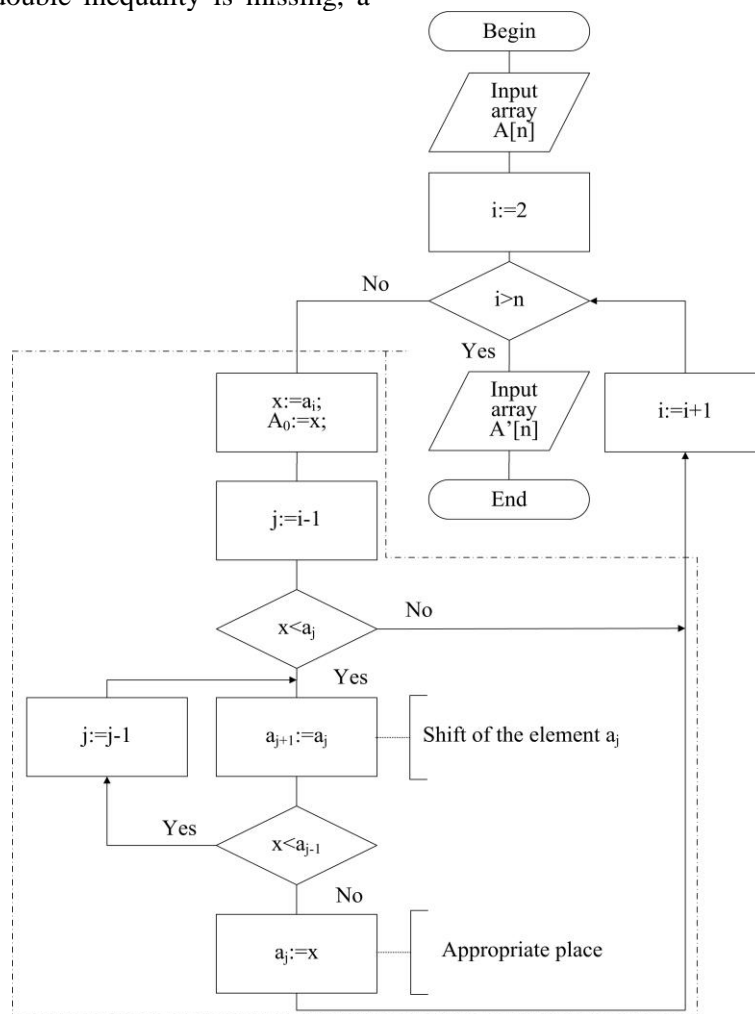 double inequality is missing, a
Begin
Input
array
A[n]
i:=2
i>n
No
Yes
x:=aᵢ;
A₀:=x;
Input
array
A’[n]
i:=i+1
j:=i-1
End
x<aⱼ
No
Yes
j:=j-1
aⱼ₊₁:=aⱼ
Shift of the element aⱼ
Yes
x<aⱼ₋₁
No
aⱼ:=x
Appropriate place